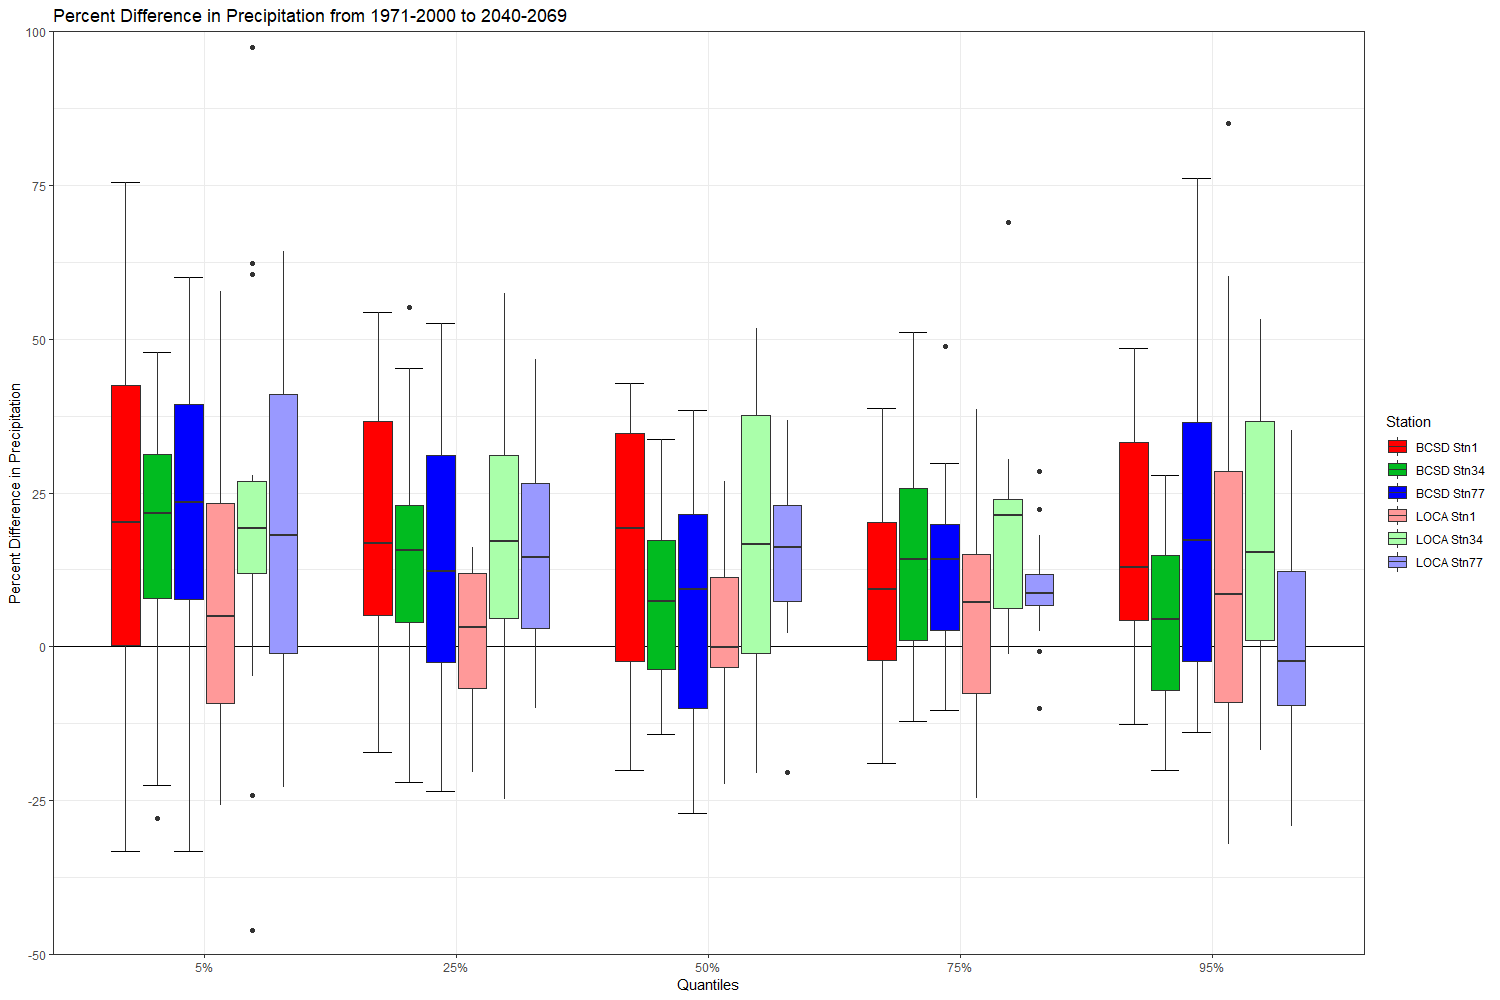 Percent Difference in Precipitation from 1971-2000 to 2040-2069
Percent Difference in Precipitation
100
75
50
25
0
-25
-50
5%
25%
50%
75%
95%
Quantiles
Station
BCSD Stn1
BCSD Stn34
BCSD Stn77
LOCA Stn1
LOCA Stn34
LOCA Stn77